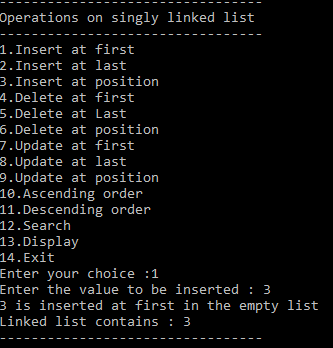 ---------------------------------
Operations on singly linked list
---------------------------------
1.Insert at first
2.Insert at last
3.Insert at position
4.Delete at first
5.Delete at Last
6.Delete at position
7.Update at first
8.Update at last
9.Update at position
10.Ascending order
11.Descending order
12.Search
13.Display
14.Exit
Enter your choice :1
Enter the value to be inserted : 3
3 is inserted at first in the empty list
Linked list contains : 3
---------------------------------